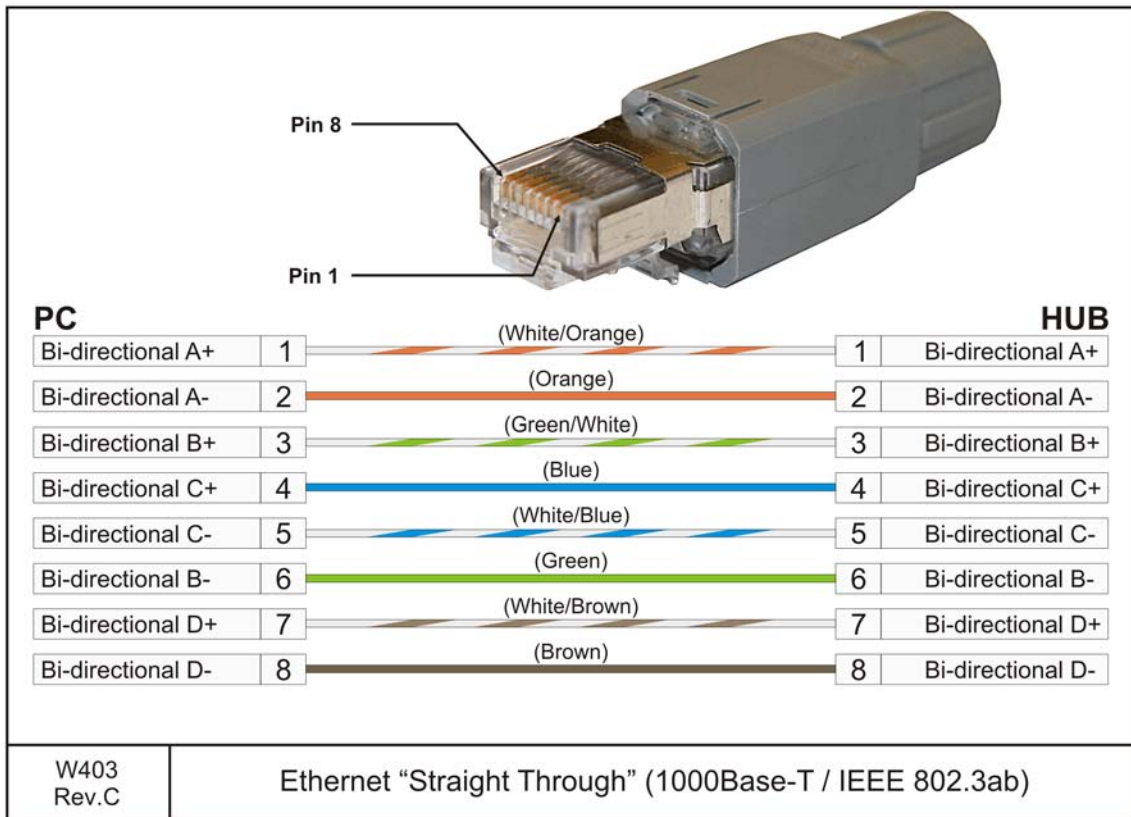 Pin 8
Pin 1
PC
HUB
(White/Orange)
Bi-directional A+ 1 1 Bi-directional A+
(Orange)
Bi-directional A- 2 2 Bi-directional A-
(Green/White)
Bi-directional B+ 3 3 Bi-directional B+
(Blue)
Bi-directional C+ 4 4 Bi-directional C+
(White/Blue)
Bi-directional C- 5 5 Bi-directional C-
(Green)
Bi-directional B- 6 6 Bi-directional B-
(White/Brown)
Bi-directional D+ 7 7 Bi-directional D+
(Brown)
Bi-directional D- 8 8 Bi-directional D-
W403
Rev.C
Ethernet “Straight Through” (1000Base-T / IEEE 802.3ab)